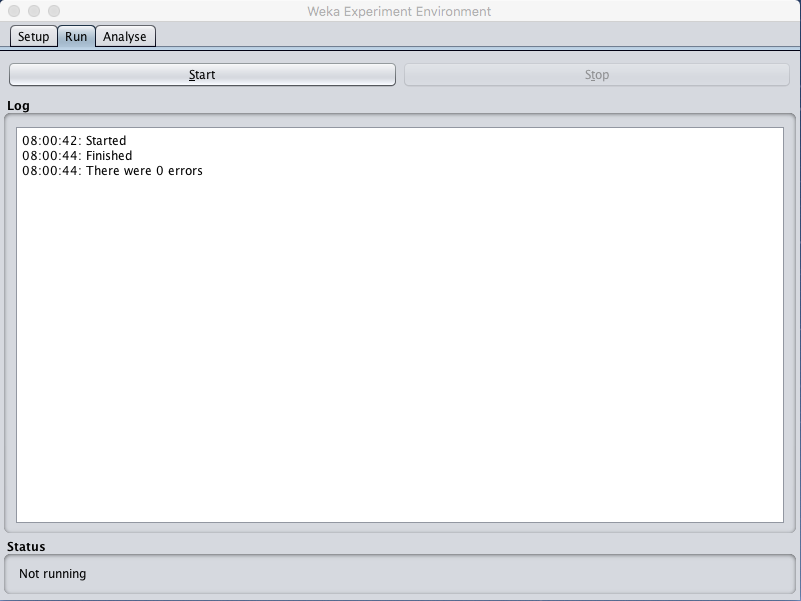 Weka Experiment Environment
Setup Run Analyse
Start Stop
Log
08:00:42: Started
08:00:44: Finished
08:00:44: There were 0 errors
Status
Not running